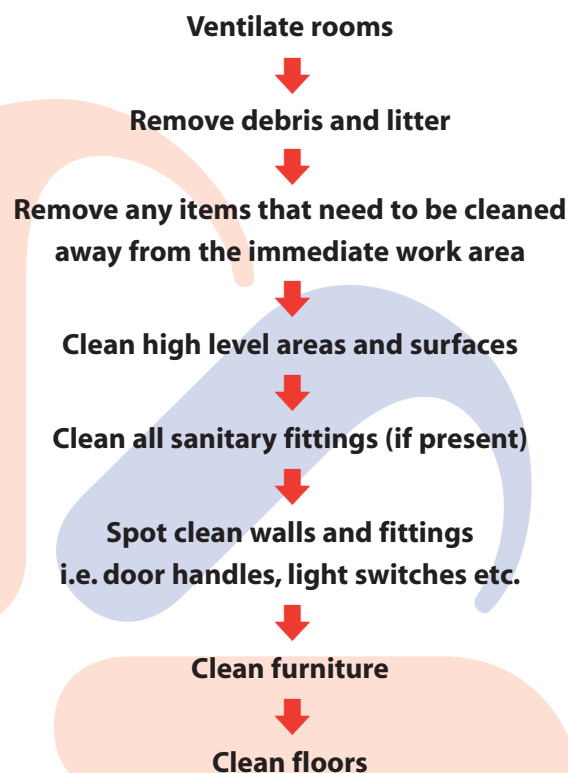 Ventilate rooms
Remove debris and litter
Remove any items that need to be cleaned
away from the immediate work area
Clean high level areas and surfaces
Clean all sanitary fittings (if present)
Spot clean walls and fittings
i.e. door handles, light switches etc.
Clean furniture
Clean floors